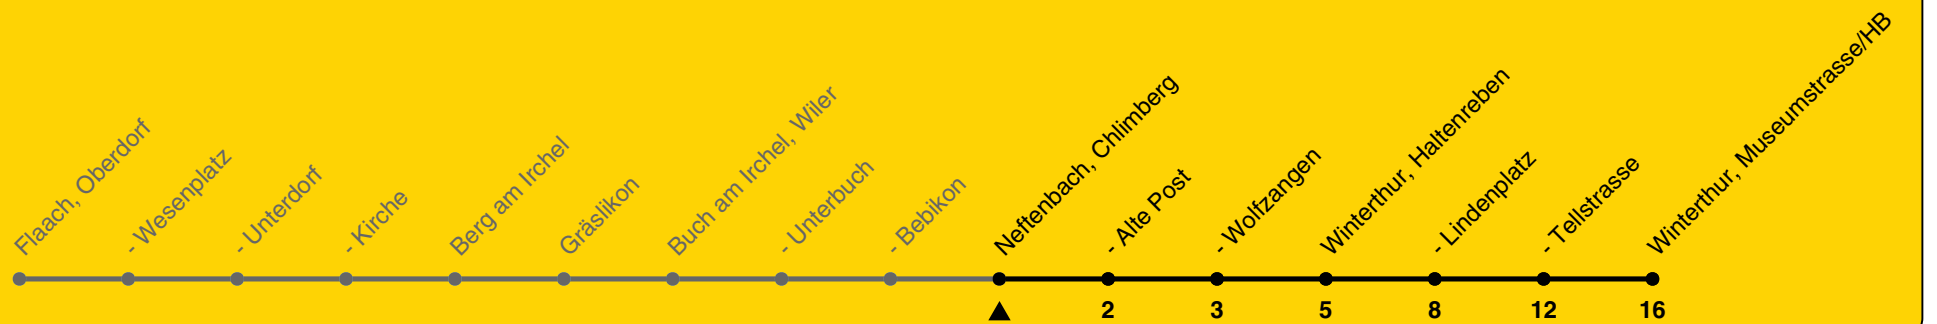 Flaach, Oberdorf
- Wesenplatz
- Unterdorf
- Kirche
Berg am Irchel
Gräslikon
Buch am Irchel, Wiler
- Unterbuch
- Bebikon
Neftenbach, Chlimberg
- Alte Post
- Wolfzangen
Winterthur, Haltenreben
- Lindenplatz
- Tellstrasse
Winterthur, Museumstrasse/HB
2 3 5 8 12 16